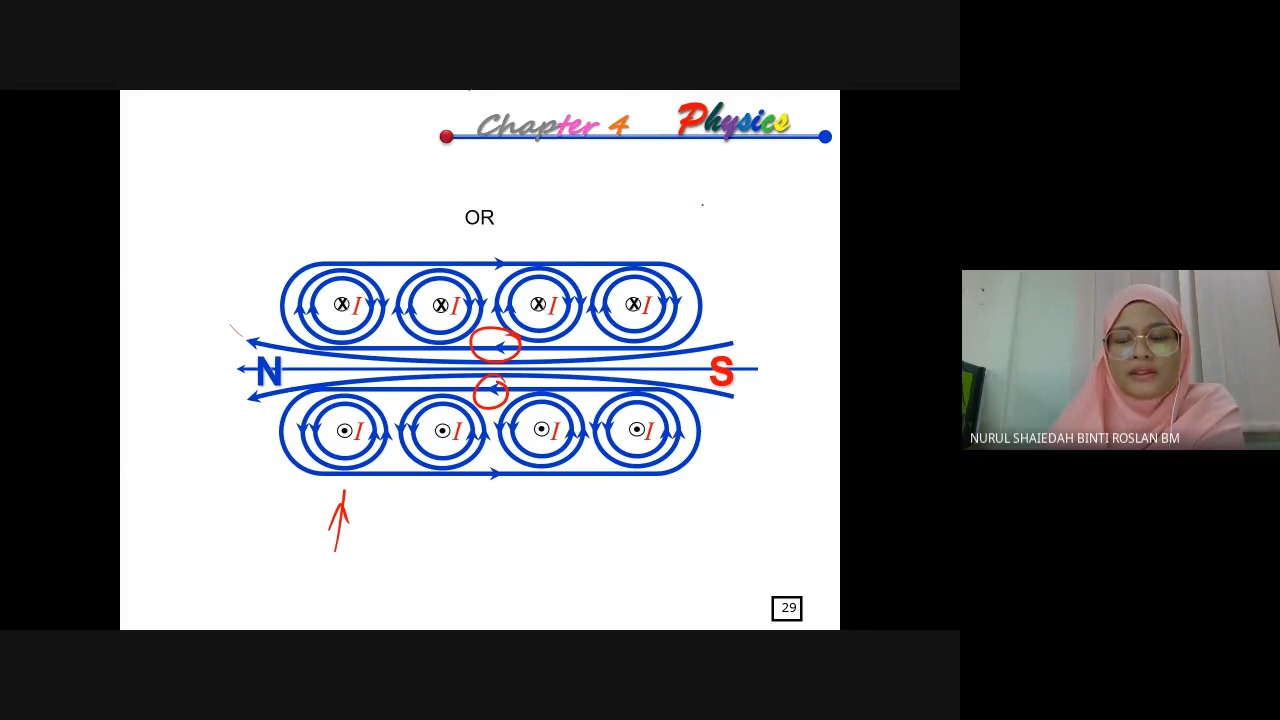 Chapter 4 Physics
OR
I I I I
N S
I I I I
29
NURUL SHAIEDAH BINTI ROSLAN BM